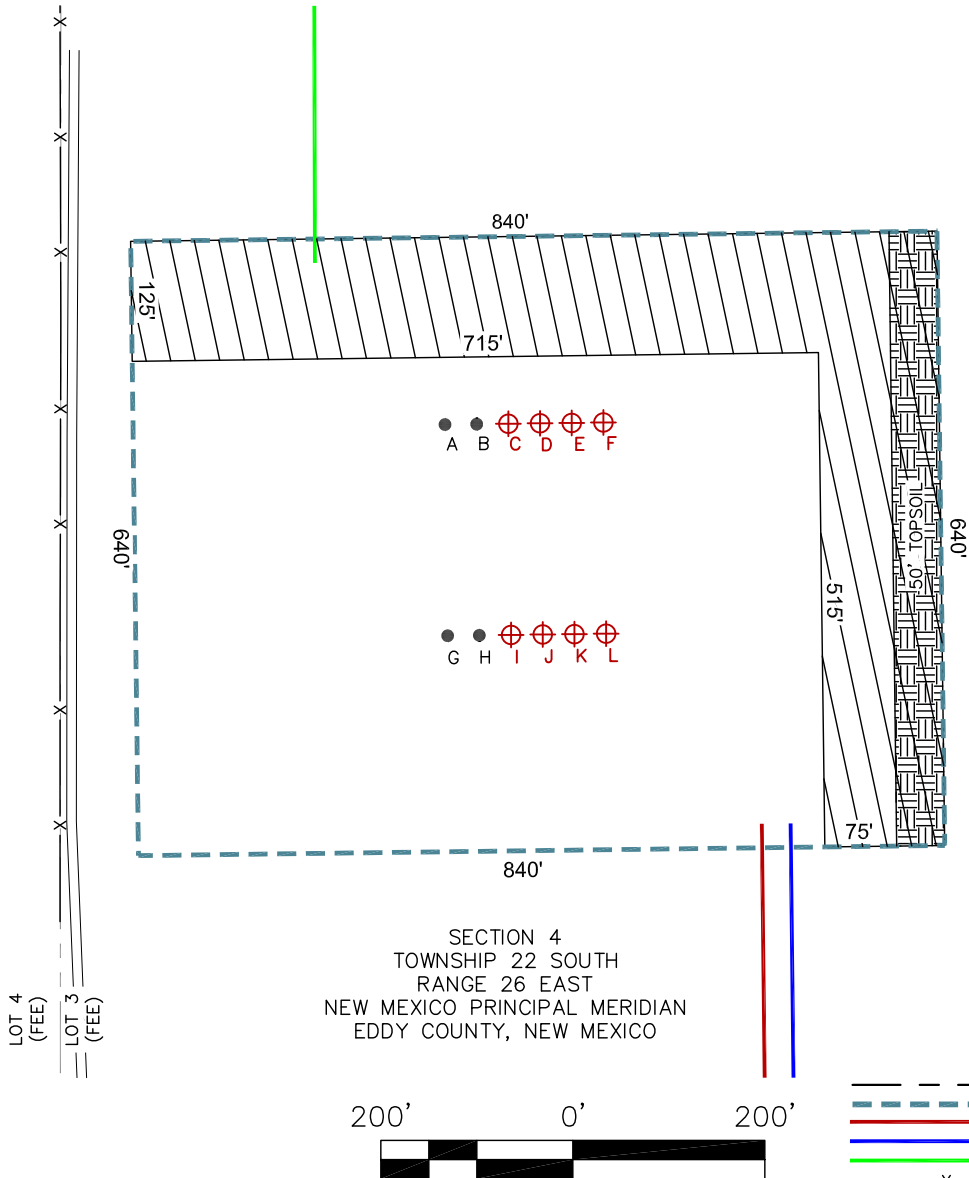 840'
125'
715'
A B C D E F
640'
50' TOPSOIL
640'
515'
G H I J K L
75'
840'
SECTION 4
TOWNSHIP 22 SOUTH
RANGE 26 EAST
NEW MEXICO PRINCIPAL MERIDIAN
EDDY COUNTY, NEW MEXICO
LOT 4
(FEE)
LOT 3
(FEE)
200' 0' 200'